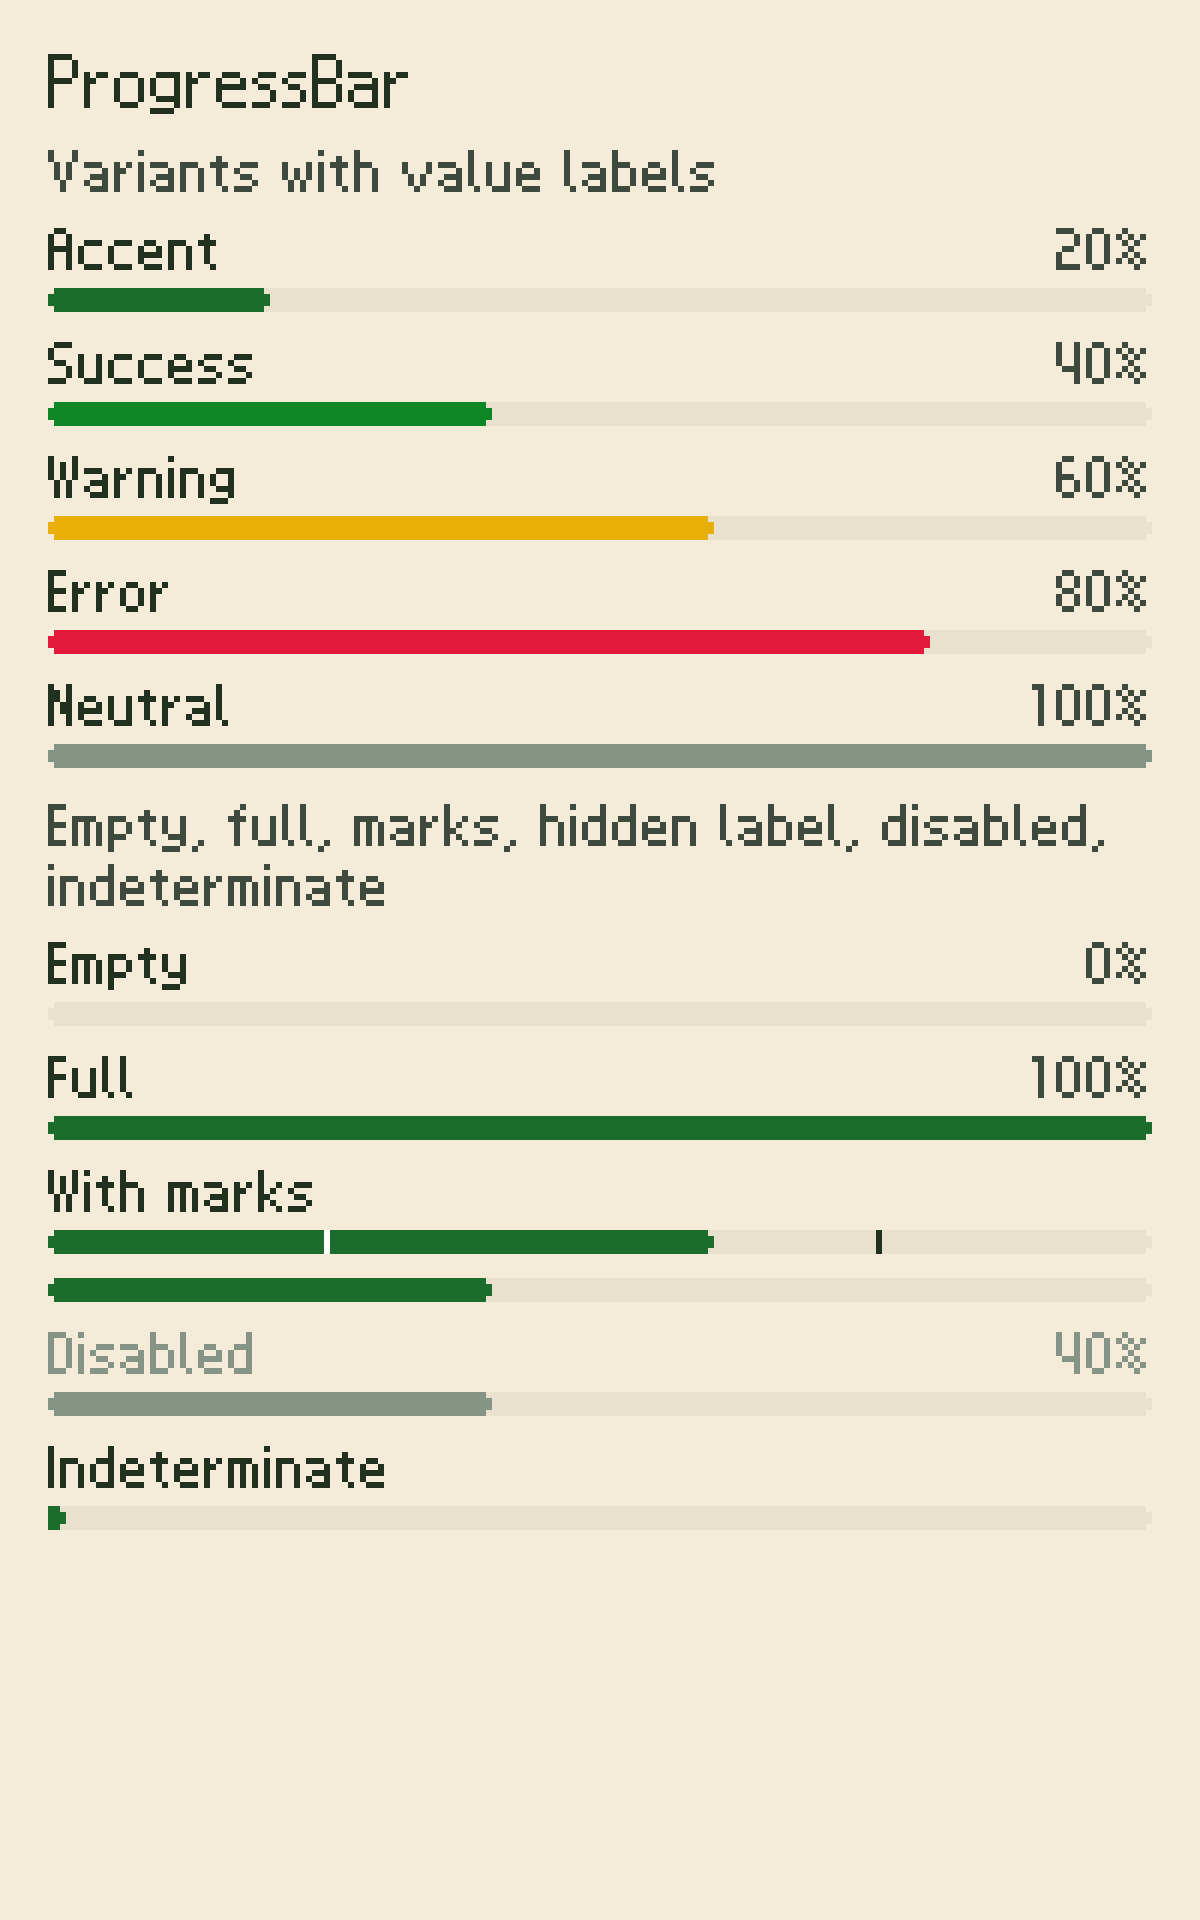 ProgressBar
Variants with value labels
Accent 20%
Success 40%
Warning 60%
Error 80%
Neutral 100%
Empty, full, marks, hidden label, disabled,
indeterminate
Empty 0%
Full 100%
With marks
Disabled 40%
Indeterminate